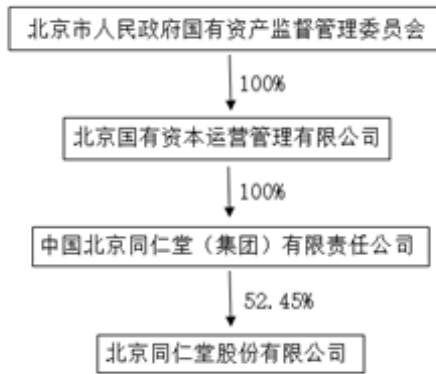 北京市人民政府国有资产监督管理委员会
100%
北京国有资本运营管理有限公司
100%
中国北京同仁堂（集团）有限责任公司
52.45%
北京同仁堂股份有限公司